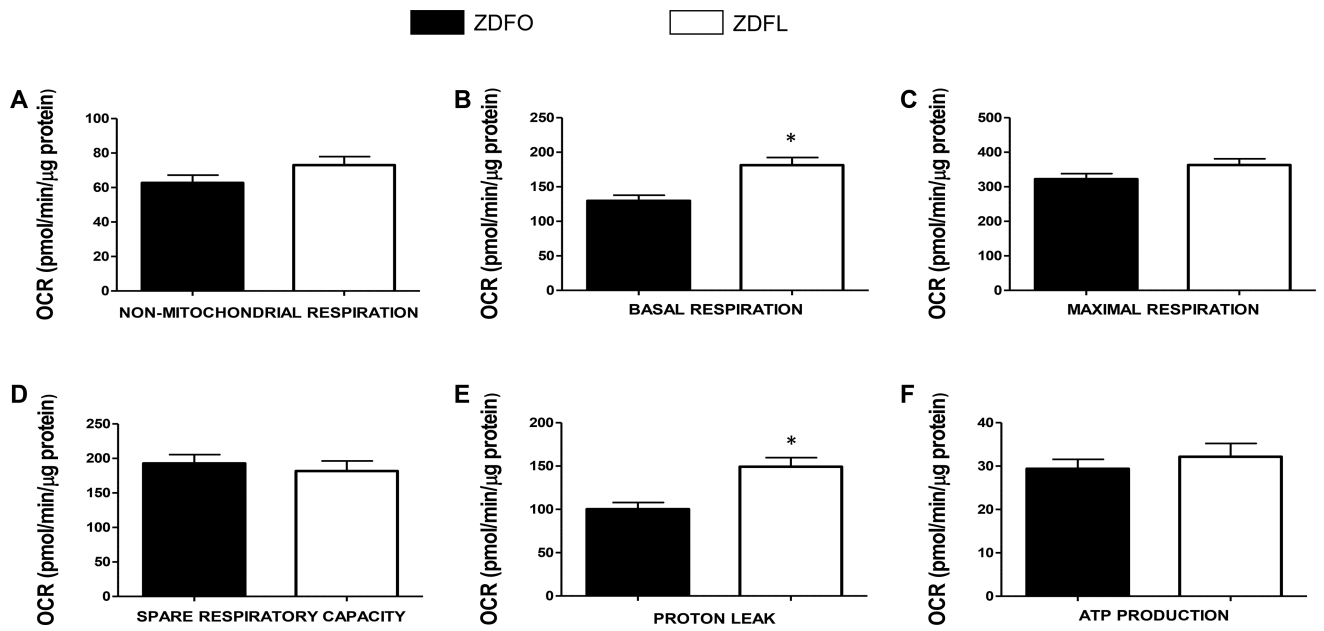 ZDFO ZDFL
A
OCR (pmol/min/µg protein)
100
80
60
40
20
0
NON-MITOCHONDRIAL RESPIRATION
B
OCR (pmol/min/µg protein)
250
200
150
100
50
0
*
BASAL RESPIRATION
C
OCR (pmol/min/µg protein)
500
400
300
200
100
0
MAXIMAL RESPIRATION
D
OCR (pmol/min/µg protein)
250
200
150
100
50
0
SPARE RESPIRATORY CAPACITY
E
OCR (pmol/min/µg protein)
200
150
100
50
0
*
PROTON LEAK
F
OCR (pmol/min/µg protein)
40
30
20
10
0
ATP PRODUCTION